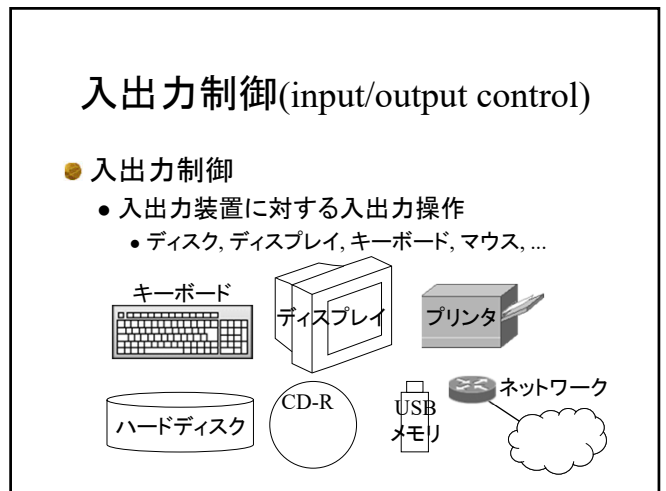 入出力制御(input/output control)
入出力制御
• 入出力装置に対する入出力操作
• ディスク, ディスプレイ, キーボード, マウス, ...
キーボード
ディスプレイ
プリンタ
ハードディスク
CD-R
USB
メモリ
ネットワーク